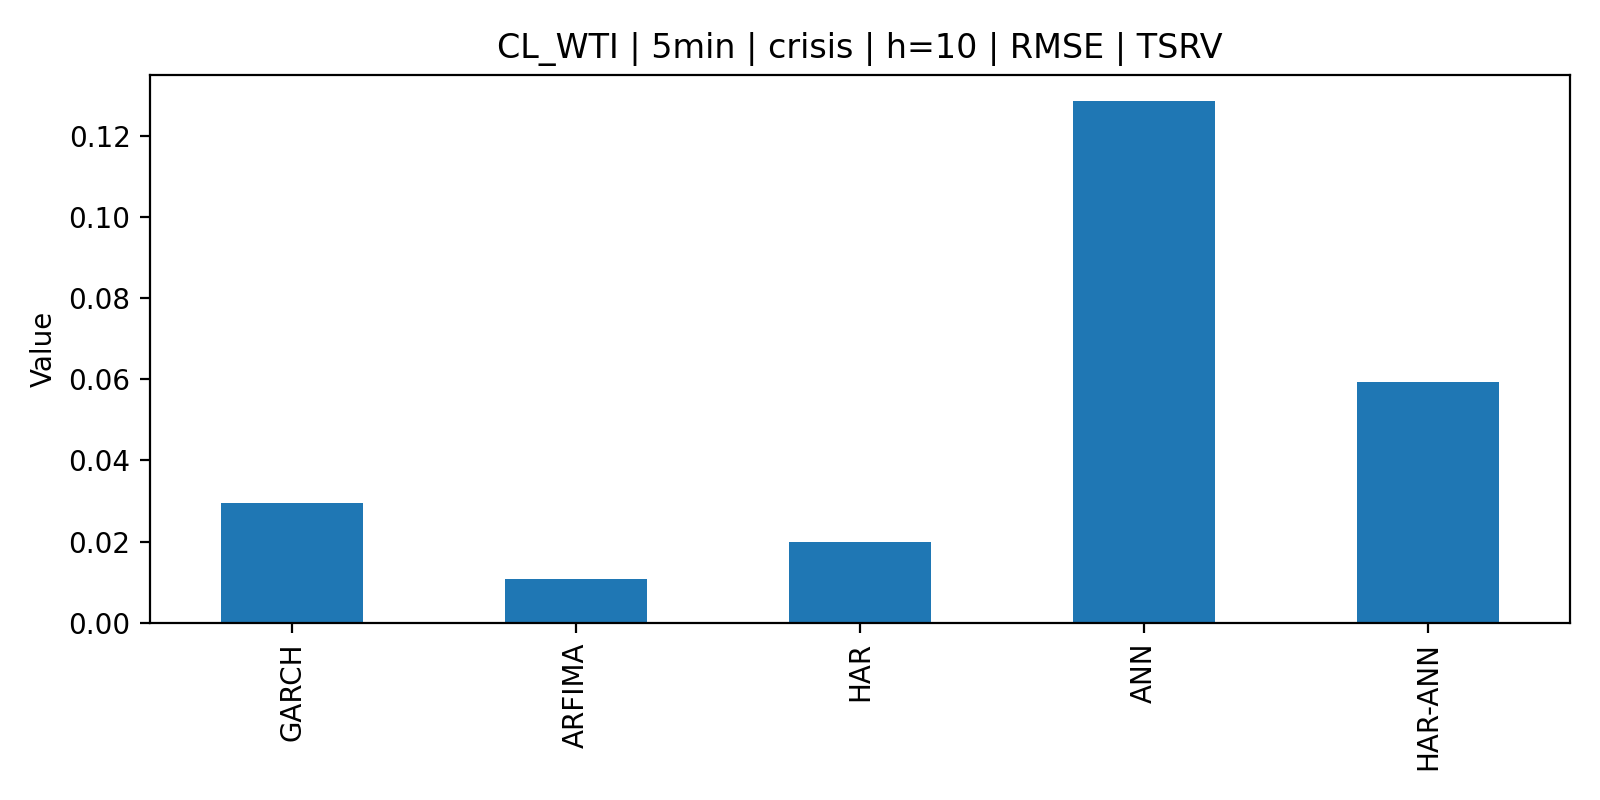 CL_WTI | 5min | crisis | h=10 | RMSE | TSRV
Value
0.12
0.10
0.08
0.06
0.04
0.02
0.00
GARCH
ARFIMA
HAR
ANN
HAR-ANN